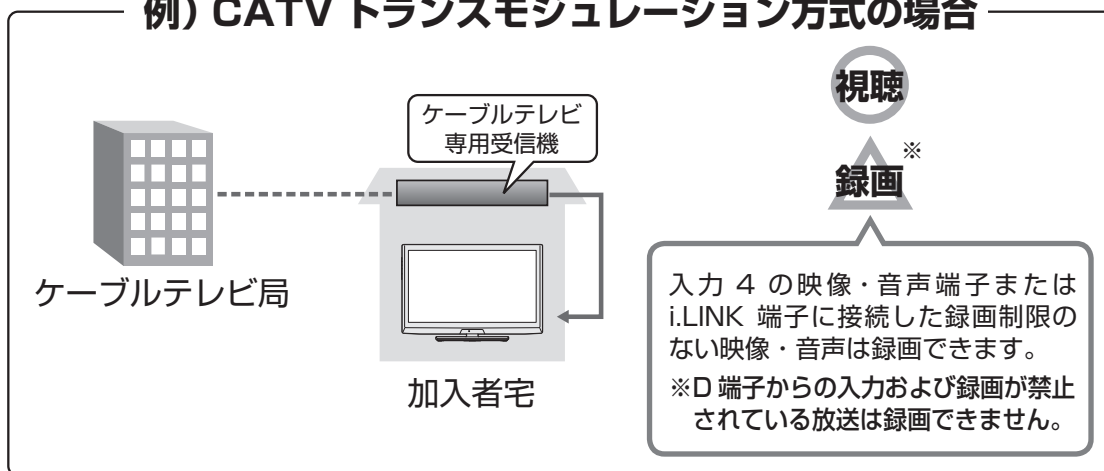 例）CATV トランスモジュレーション方式の場合
視聴
ケーブルテレビ
専用受信機
録画※
ケーブルテレビ局
加入者宅
入力 4 の映像・音声端子または
i.LINK 端子に接続した録画制限の
ない映像・音声は録画できます。
※D 端子からの入力および録画が禁止
されている放送は録画できません。